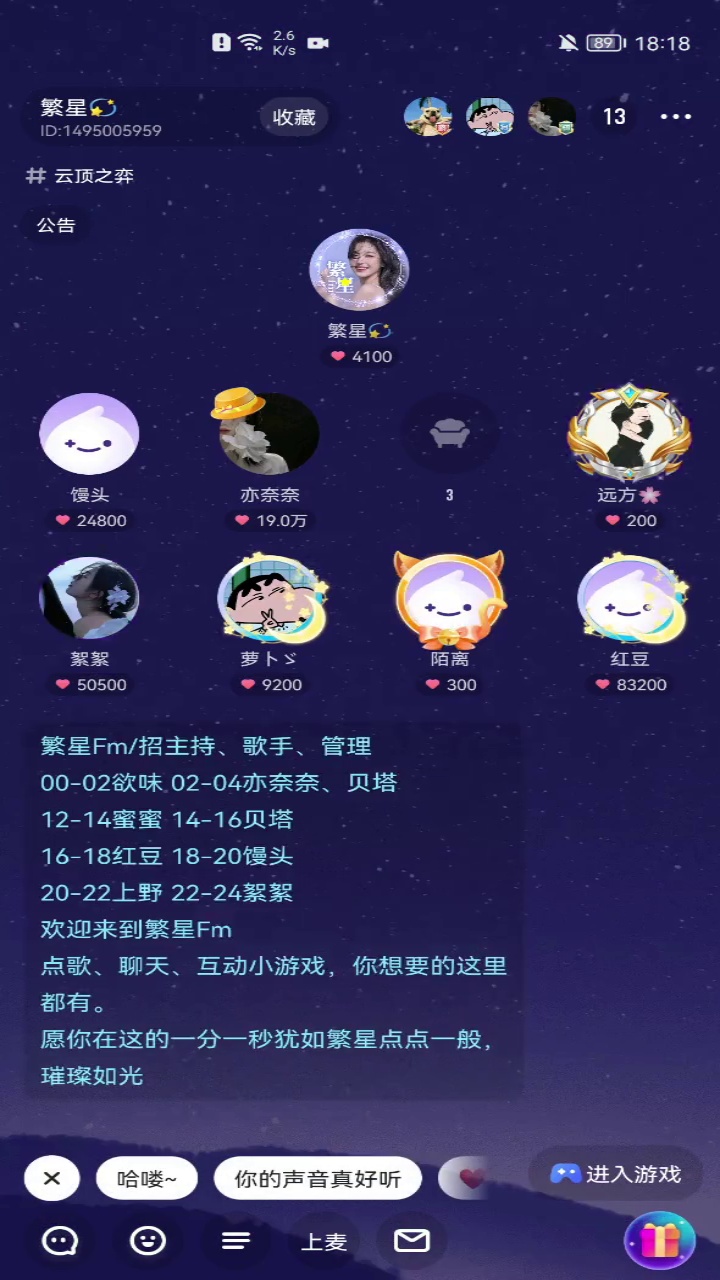 2.6
K/s
89
18:18
繁星
ID:1495005959
收藏
13
# 云顶之弈
公告
繁星
繁星
4100
馒头
24800
亦奈奈
19.0万
3
远方
200
絮絮
50500
萝卜ゞ
9200
陌离
300
红豆
83200
繁星Fm/招主持、歌手、管理
00-02欲味 02-04亦奈奈、贝塔
12-14蜜蜜 14-16贝塔
16-18红豆 18-20馒头
20-22上野 22-24絮絮
欢迎来到繁星Fm
点歌、聊天、互动小游戏，你想要的这里
都有。
愿你在这的一分一秒犹如繁星点点一般，
璀璨如光
哈喽~
你的声音真好听
进入游戏
上麦